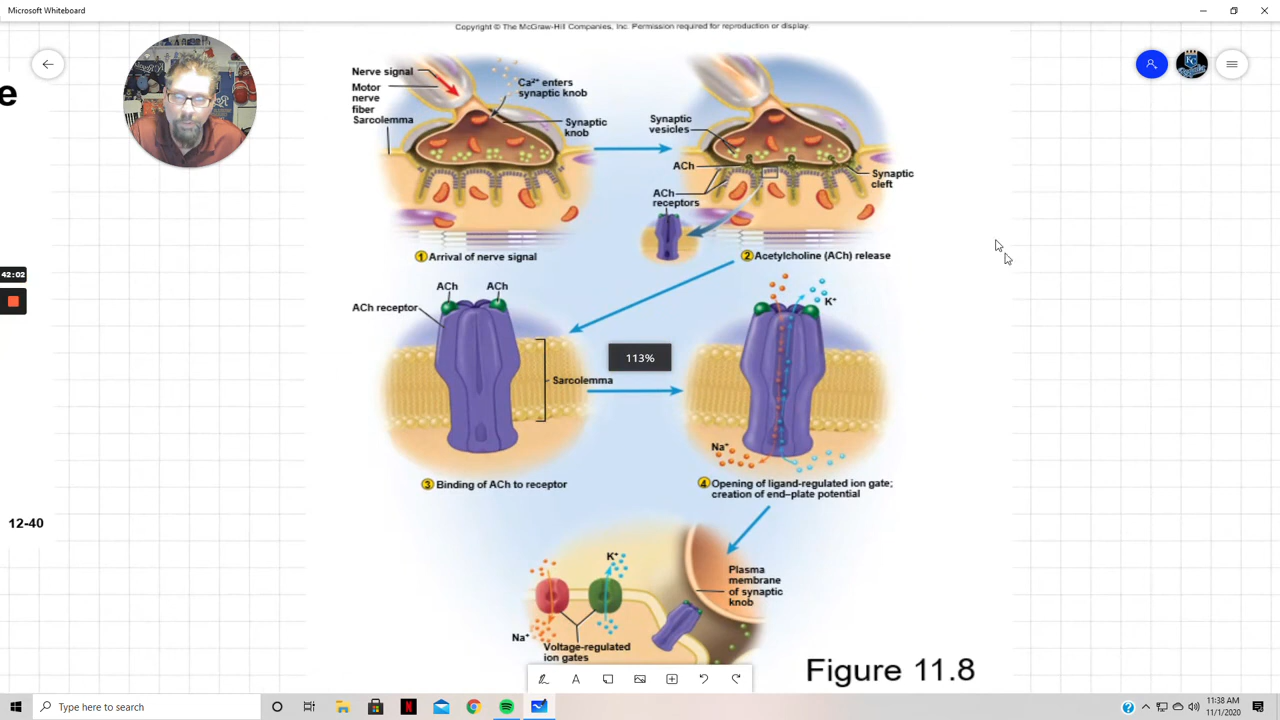 Microsoft Whiteboard
Copyright © The McGraw-Hill Companies, Inc. Permission required for reproduction or display.
e
Nerve signal
Motor
nerve
fiber
Sarcolemma
Ca²⁺ enters
synaptic knob
Synaptic
knob
Synaptic
vesicles
ACh
ACh
receptors
Synaptic
cleft
1 Arrival of nerve signal
2 Acetylcholine (ACh) release
42:02
ACh
ACh
ACh receptor
K⁺
113%
Sarcolemma
Na⁺
3 Binding of ACh to receptor
4 Opening of ligand-regulated ion gate;
creation of end–plate potential
12-40
K⁺
Plasma
membrane
of synaptic
knob
Na⁺
Voltage-regulated
ion gates
Figure 11.8
Type here to search
11:38 AM
11/1/2020